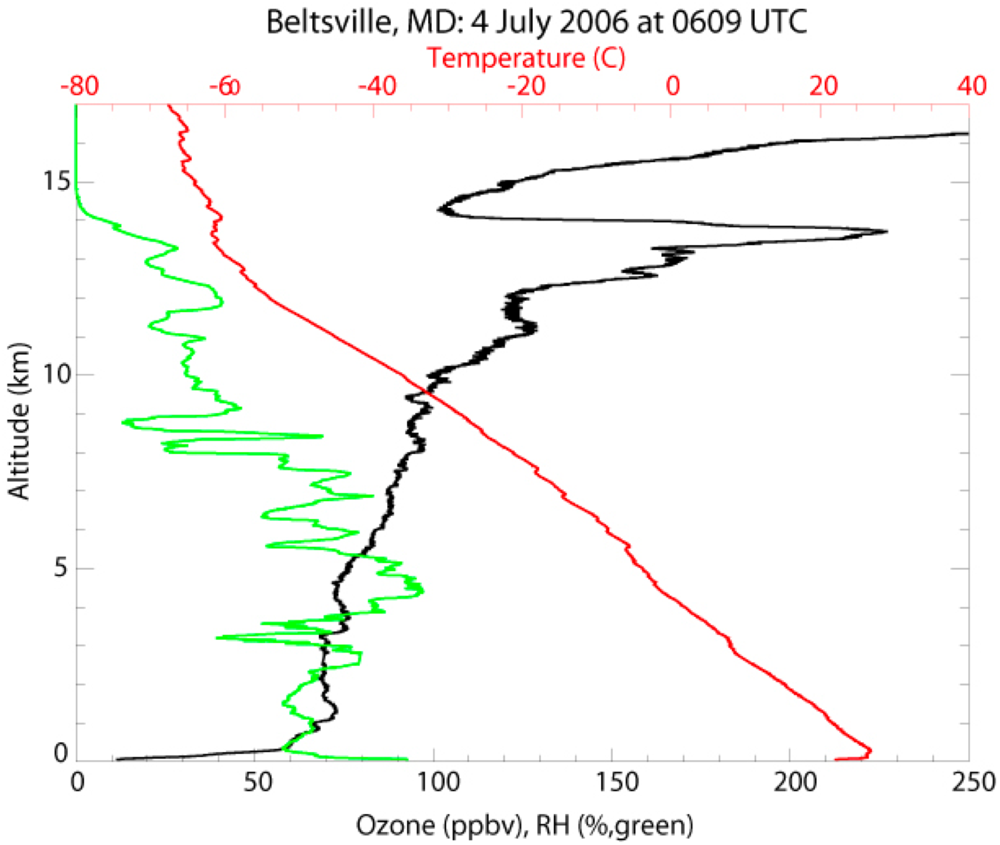 Beltsville, MD: 4 July 2006 at 0609 UTC
Temperature (C)
-80 -60 -40 -20 0 20 40
15
10
5
0
Altitude (km)
0 50 100 150 200 250
Ozone (ppbv), RH (%,green)